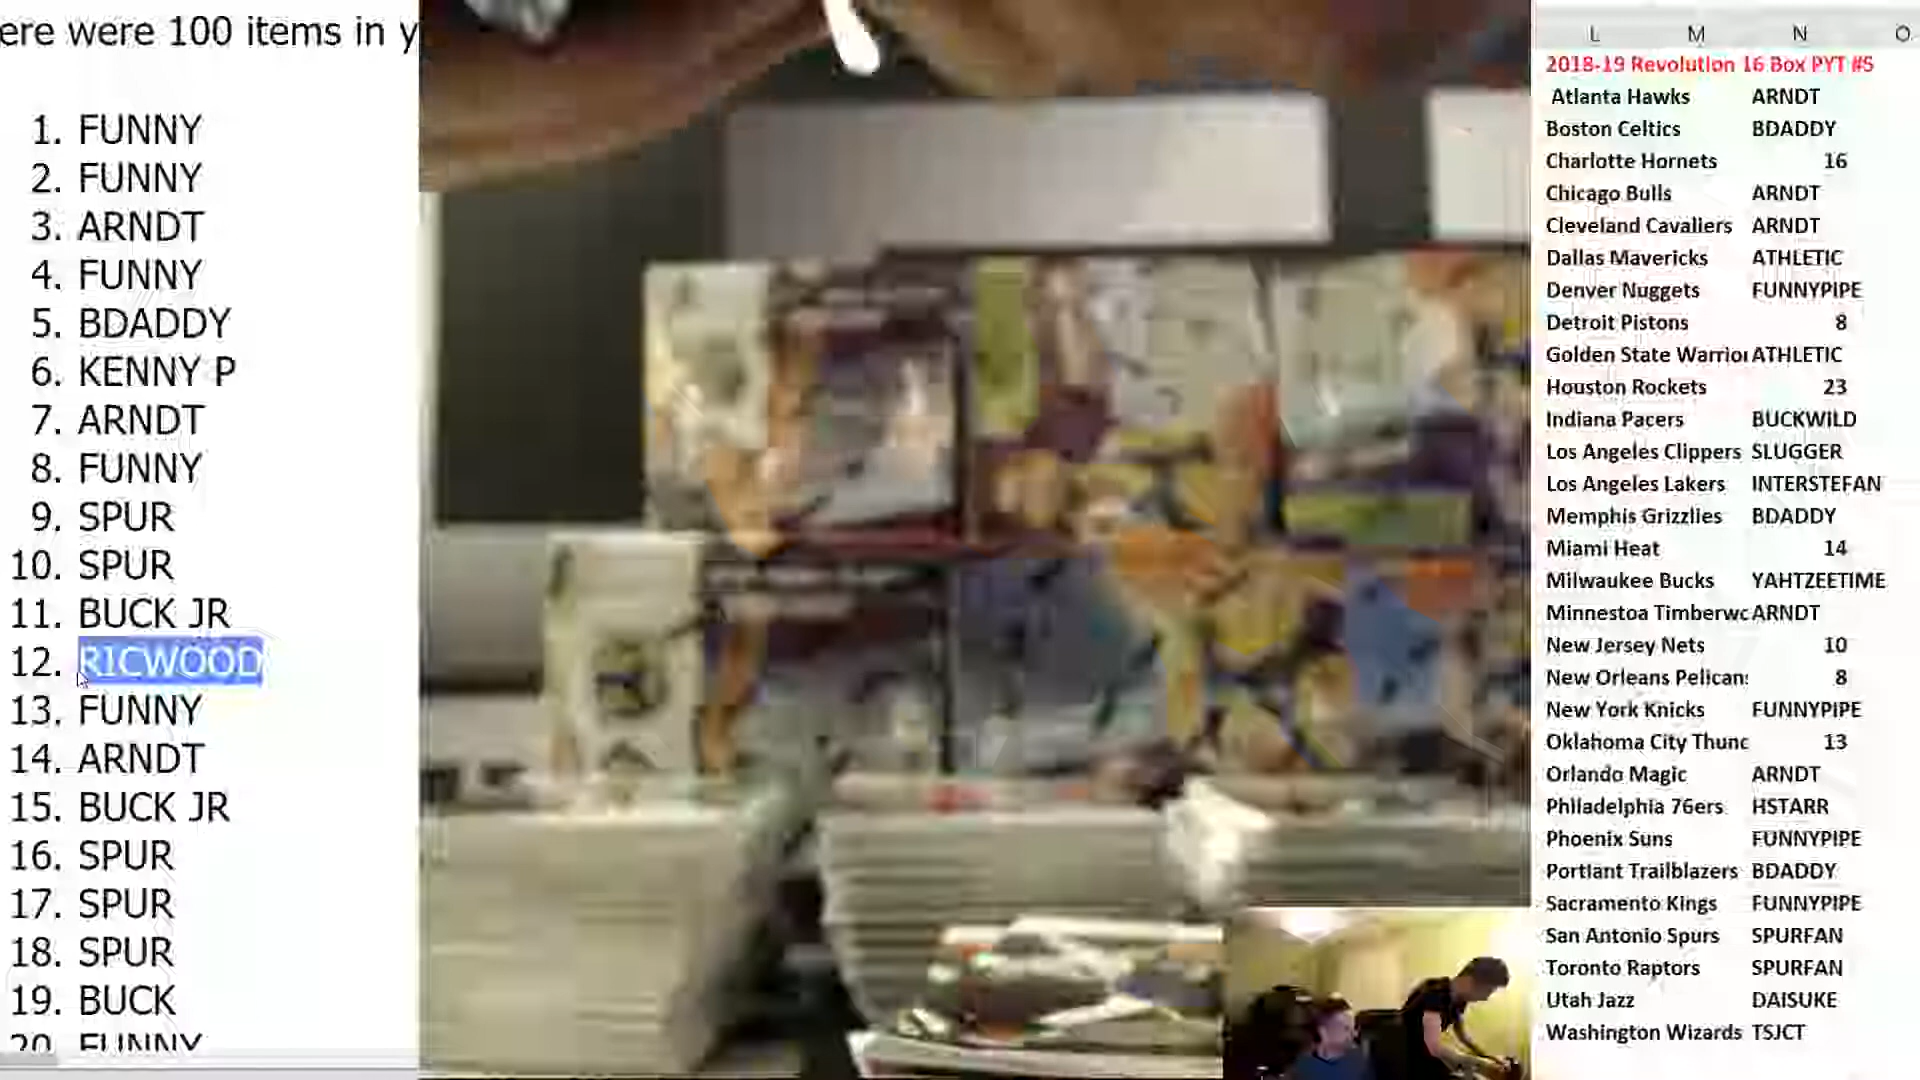 ere were 100 items in y
1. FUNNY
2. FUNNY
3. ARNDT
4. FUNNY
5. BDADDY
6. KENNY P
7. ARNDT
8. FUNNY
9. SPUR
10. SPUR
11. BUCK JR
12. RICWOOD
13. FUNNY
14. ARNDT
15. BUCK JR
16. SPUR
17. SPUR
18. SPUR
19. BUCK
20. FUNNY
L M N O
2018-19 Revolution 16 Box PYT #5
Atlanta Hawks ARNDT
Boston Celtics BDADDY
Charlotte Hornets 16
Chicago Bulls ARNDT
Cleveland Cavaliers ARNDT
Dallas Mavericks ATHLETIC
Denver Nuggets FUNNYPIPE
Detroit Pistons 8
Golden State Warrior ATHLETIC
Houston Rockets 23
Indiana Pacers BUCKWILD
Los Angeles Clippers SLUGGER
Los Angeles Lakers INTERSTEFAN
Memphis Grizzlies BDADDY
Miami Heat 14
Milwaukee Bucks YAHTZEETIME
Minnestoa Timberwc ARNDT
New Jersey Nets 10
New Orleans Pelicans 8
New York Knicks FUNNYPIPE
Oklahoma City Thunc 13
Orlando Magic ARNDT
Philadelphia 76ers HSTARR
Phoenix Suns FUNNYPIPE
Portlant Trailblazers BDADDY
Sacramento Kings FUNNYPIPE
San Antonio Spurs SPURFAN
Toronto Raptors SPURFAN
Utah Jazz DAISUKE
Washington Wizards TSJCT